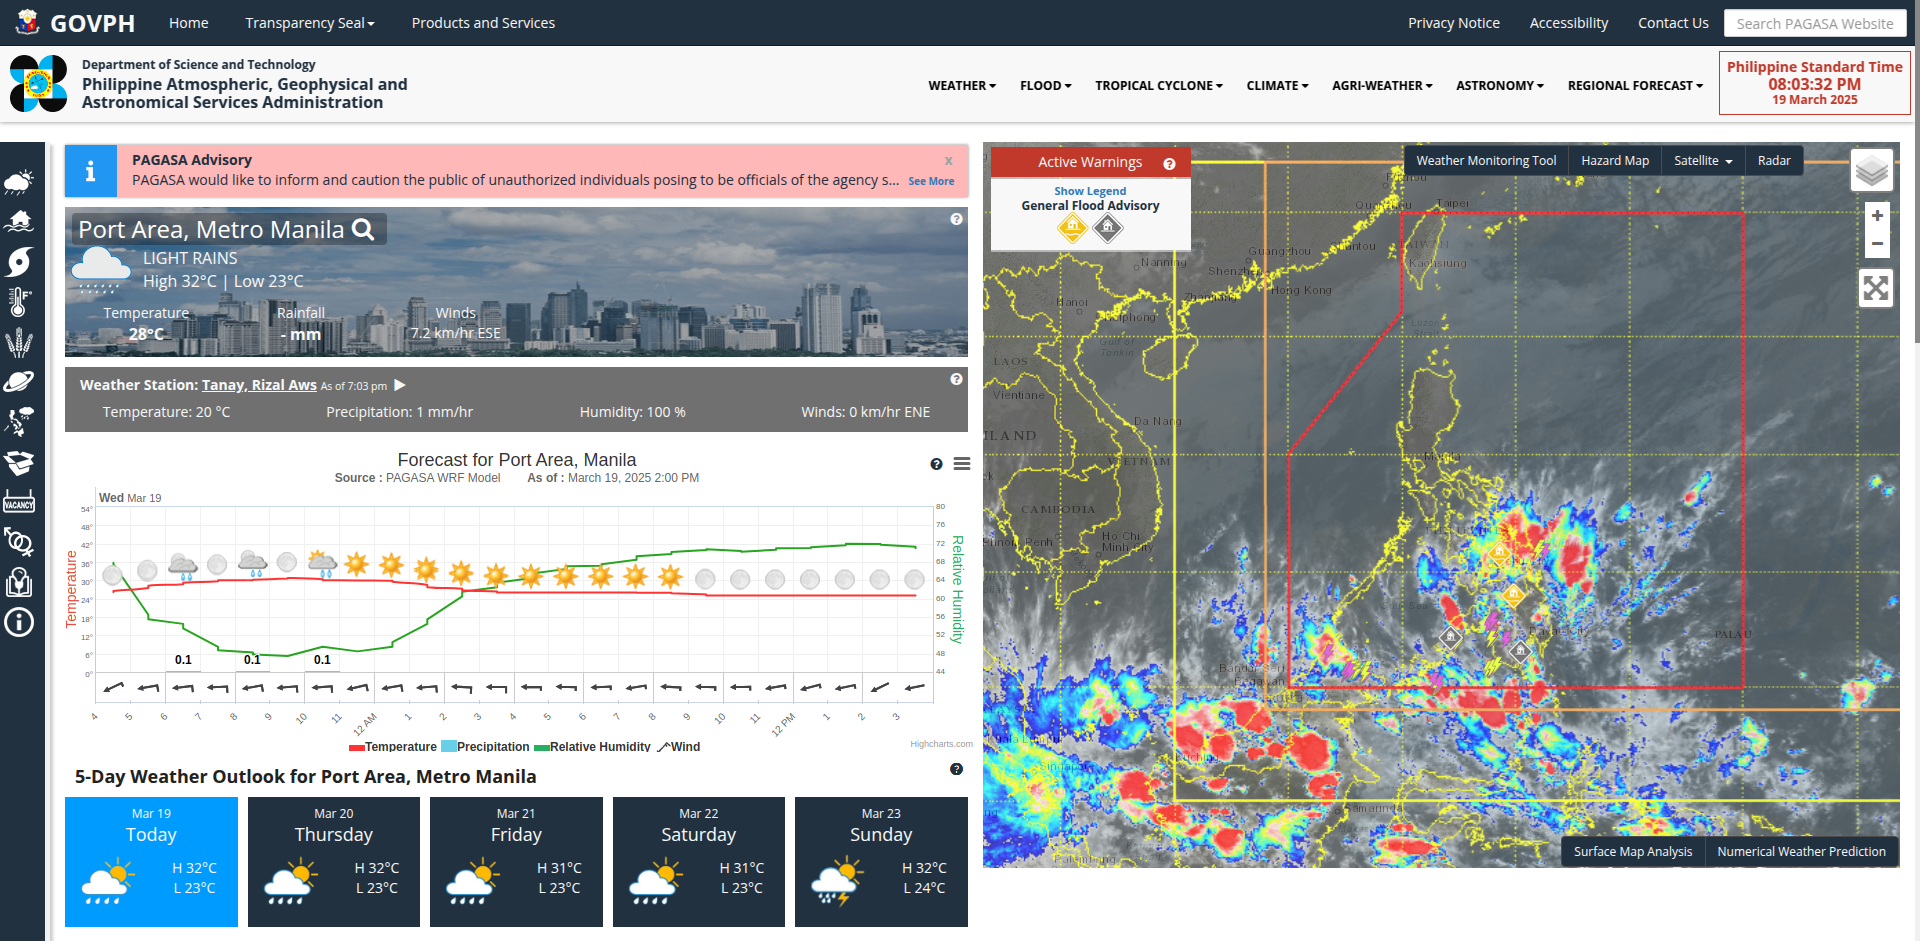 GOVPH
Home
Transparency Seal
Products and Services
Privacy Notice
Accessibility
Contact Us
Search PAGASA Website
Department of Science and Technology
Philippine Atmospheric, Geophysical and
Astronomical Services Administration
WEATHER
FLOOD
TROPICAL CYCLONE
CLIMATE
AGRI-WEATHER
ASTRONOMY
REGIONAL FORECAST
Philippine Standard Time
08:03:32 PM
19 March 2025
PAGASA Advisory
x
PAGASA would like to inform and caution the public of unauthorized individuals posing to be officials of the agency s... See More
Port Area, Metro Manila
LIGHT RAINS
High 32°C | Low 23°C
Temperature
28°C
Rainfall
- mm
Winds
7.2 km/hr ESE
Weather Station: Tanay, Rizal Aws As of 7:03 pm
Temperature: 20 °C
Precipitation: 1 mm/hr
Humidity: 100 %
Winds: 0 km/hr ENE
Forecast for Port Area, Manila
Source : PAGASA WRF Model As of : March 19, 2025 2:00 PM
Wed Mar 19
Temperature
54°
48°
42°
36°
30°
24°
18°
12°
6°
0°
80
76
72
68
64
60
56
52
48
44
Relative Humidity
0.1
0.1
0.1
4
5
6
7
8
9
10
11
12 AM
1
2
3
4
5
6
7
8
9
10
11
12 PM
1
2
3
Temperature
Precipitation
Relative Humidity
Wind
Highcharts.com
5-Day Weather Outlook for Port Area, Metro Manila
Mar 19
Today
H 32°C
L 23°C
Mar 20
Thursday
H 32°C
L 23°C
Mar 21
Friday
H 31°C
L 23°C
Mar 22
Saturday
H 31°C
L 23°C
Mar 23
Sunday
H 32°C
L 24°C
VACANCY
F°
Active Warnings
Show Legend
General Flood Advisory
Weather Monitoring Tool
Hazard Map
Satellite
Radar
+
−
Taipei
TAIWAN
Kaohsiung
Guangzhou
Shenzhen
Hong Kong
Nanning
Zhanjiang
Hanoi
Haiphong
Gulf of
Tonkin
LAOS
Vientiane
Da Nang
VIETNAM
CAMBODIA
Ho Chi
Minh City
Manila
Davao City
PALAU
Kuching
Singapore
Samarinda
Palembang
Surface Map Analysis
Numerical Weather Prediction